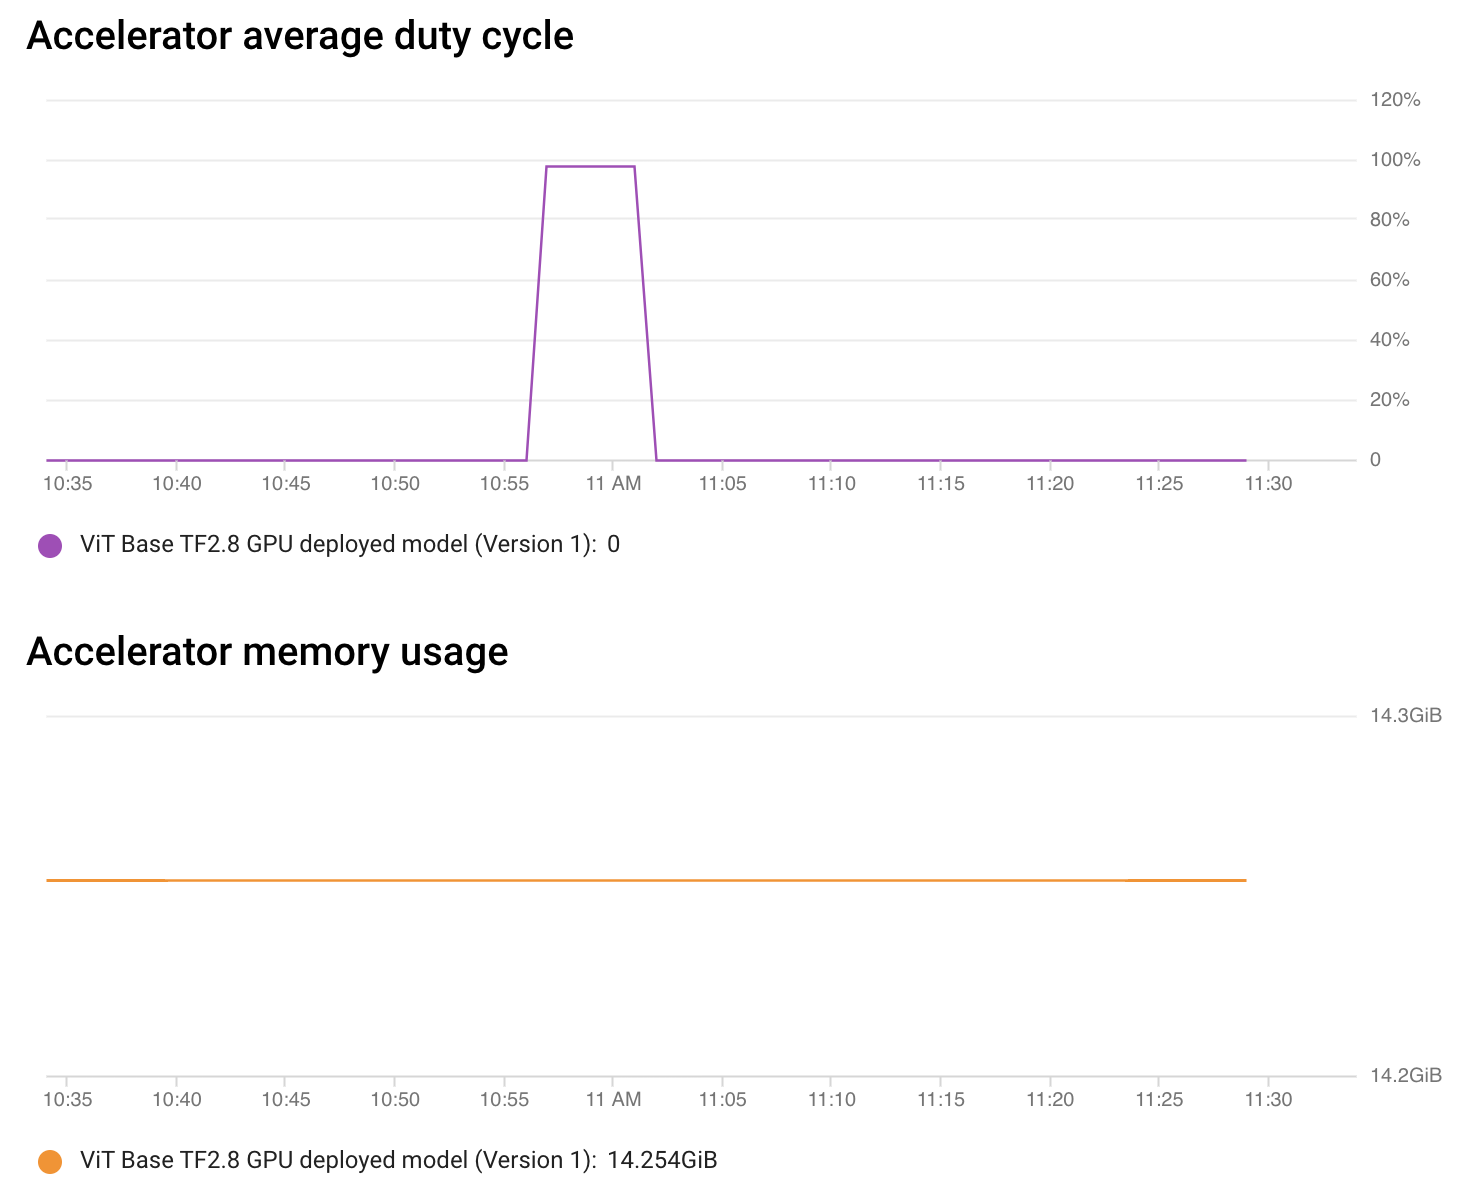 Accelerator average duty cycle
120%
100%
80%
60%
40%
20%
0
10:35 10:40 10:45 10:50 10:55 11 AM 11:05 11:10 11:15 11:20 11:25 11:30
ViT Base TF2.8 GPU deployed model (Version 1): 0
Accelerator memory usage
14.3GiB
14.2GiB
10:35 10:40 10:45 10:50 10:55 11 AM 11:05 11:10 11:15 11:20 11:25 11:30
ViT Base TF2.8 GPU deployed model (Version 1): 14.254GiB